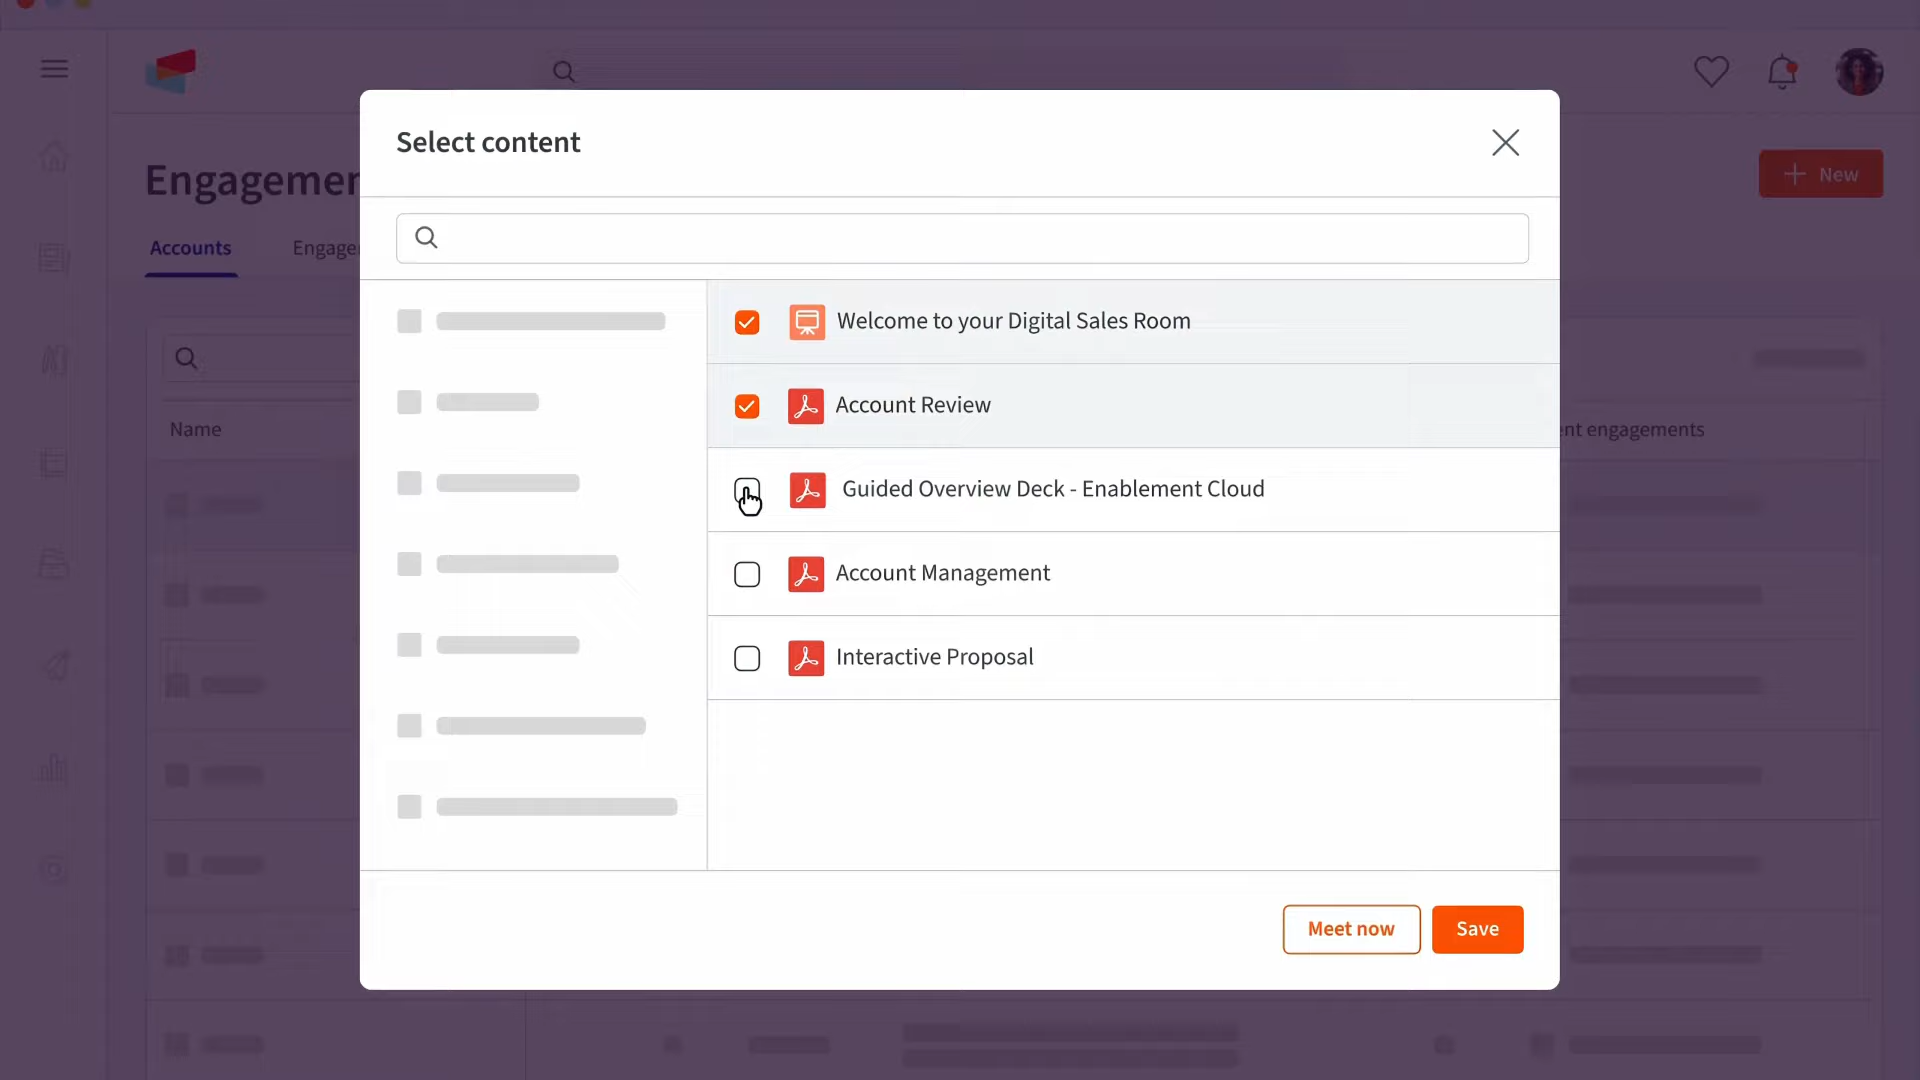 Select content
Engagemen
+ New
Accounts
Engage
Welcome to your Digital Sales Room
Account Review
Name
nt engagements
Guided Overview Deck - Enablement Cloud
Account Management
Interactive Proposal
Meet now
Save